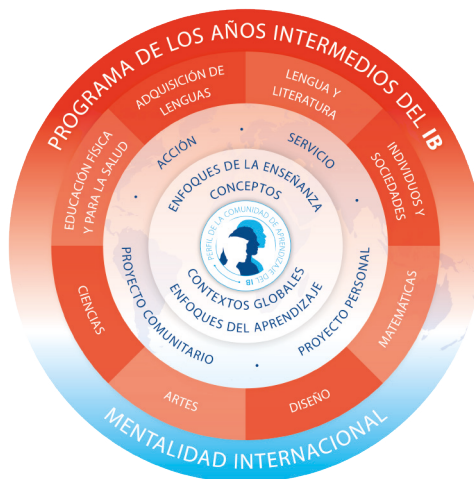 PROGRAMA DE LOS AÑOS INTERMEDIOS DEL IB
ADQUISICIÓN DE
LENGUAS
LENGUA Y
LITERATURA
EDUCACIÓN FÍSICA
Y PARA LA SALUD
INDIVIDUOS Y
SOCIEDADES
ACCIÓN
SERVICIO
ENFOQUES DE LA ENSEÑANZA
CONCEPTOS
PERFIL DE LA COMUNIDAD DE APRENDIZAJE DEL IB
CONTEXTOS GLOBALES
ENFOQUES DEL APRENDIZAJE
PROYECTO COMUNITARIO
PROYECTO PERSONAL
CIENCIAS
MATEMÁTICAS
ARTES
DISEÑO
MENTALIDAD INTERNACIONAL